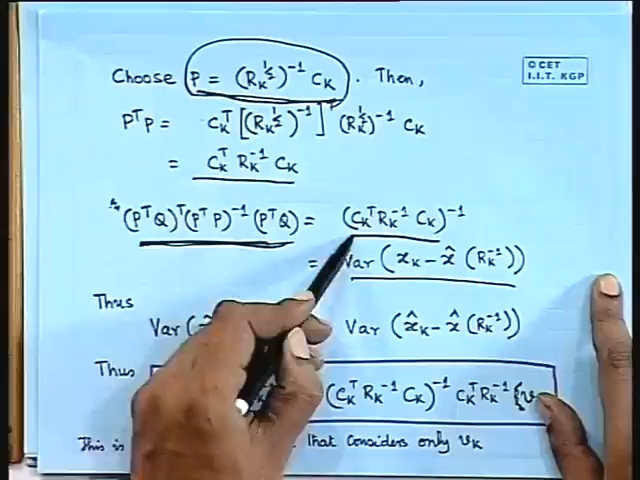 Choose P = (R_K^{1/2})^{-1} C_K . Then,
© CET
I.I.T. KGP
P^T P = C_K^T [(R_K^{1/2})^{-1}]^T (R_K^{1/2})^{-1} C_K
= C_K^T R_K^{-1} C_K
(P^T Q)^T (P^T P)^{-1} (P^T Q) = (C_K^T R_K^{-1} C_K)^{-1}
= Var (x_K - x̂ (R_K^{-1}))
Thus
Var ( Var (x̂_K - x̂ (R_K^{-1}))
Thus (C_K^T R_K^{-1} C_K)^{-1} C_K^T R_K^{-1} {v
This is that considers only v_K